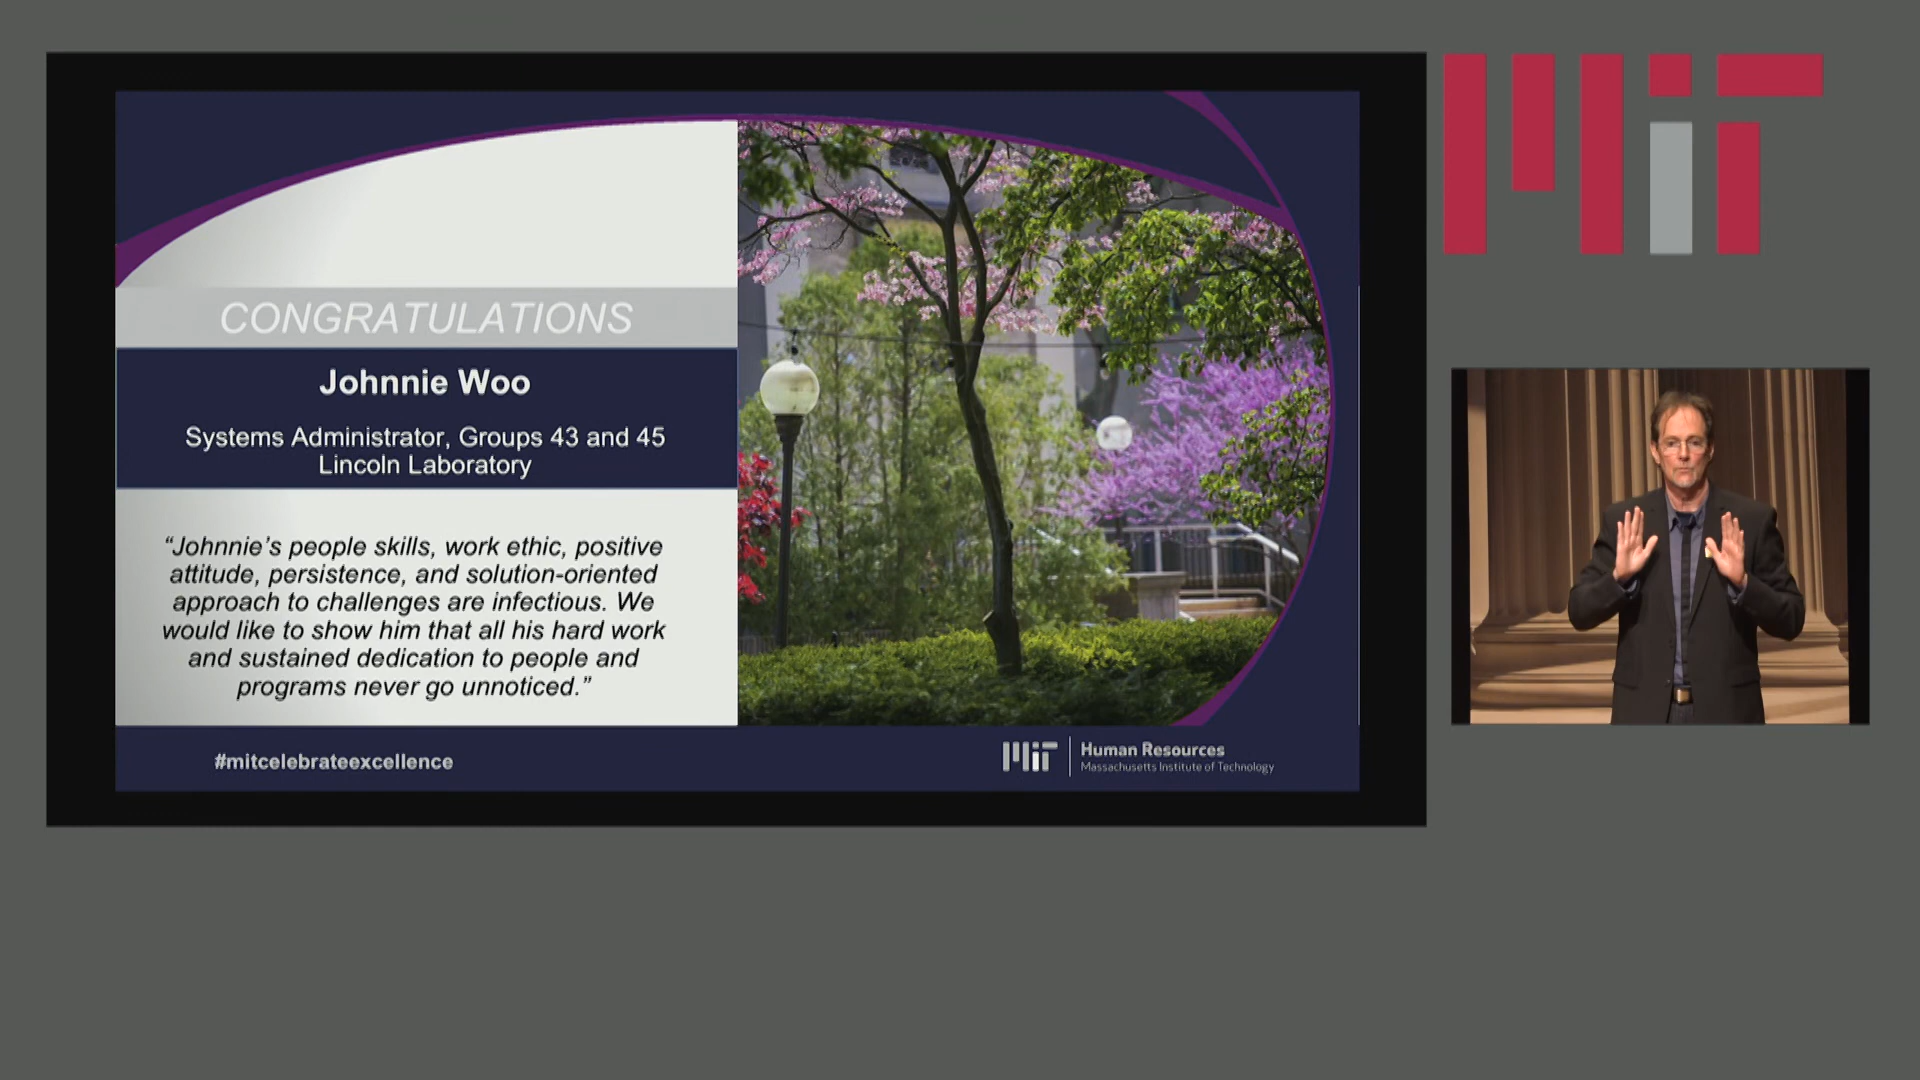 CONGRATULATIONS
Johnnie Woo
Systems Administrator, Groups 43 and 45
Lincoln Laboratory
“Johnnie’s people skills, work ethic, positive
attitude, persistence, and solution-oriented
approach to challenges are infectious. We
would like to show him that all his hard work
and sustained dedication to people and
programs never go unnoticed.”
#mitcelebrateexcellence
MIT
Human Resources
Massachusetts Institute of Technology
MIT